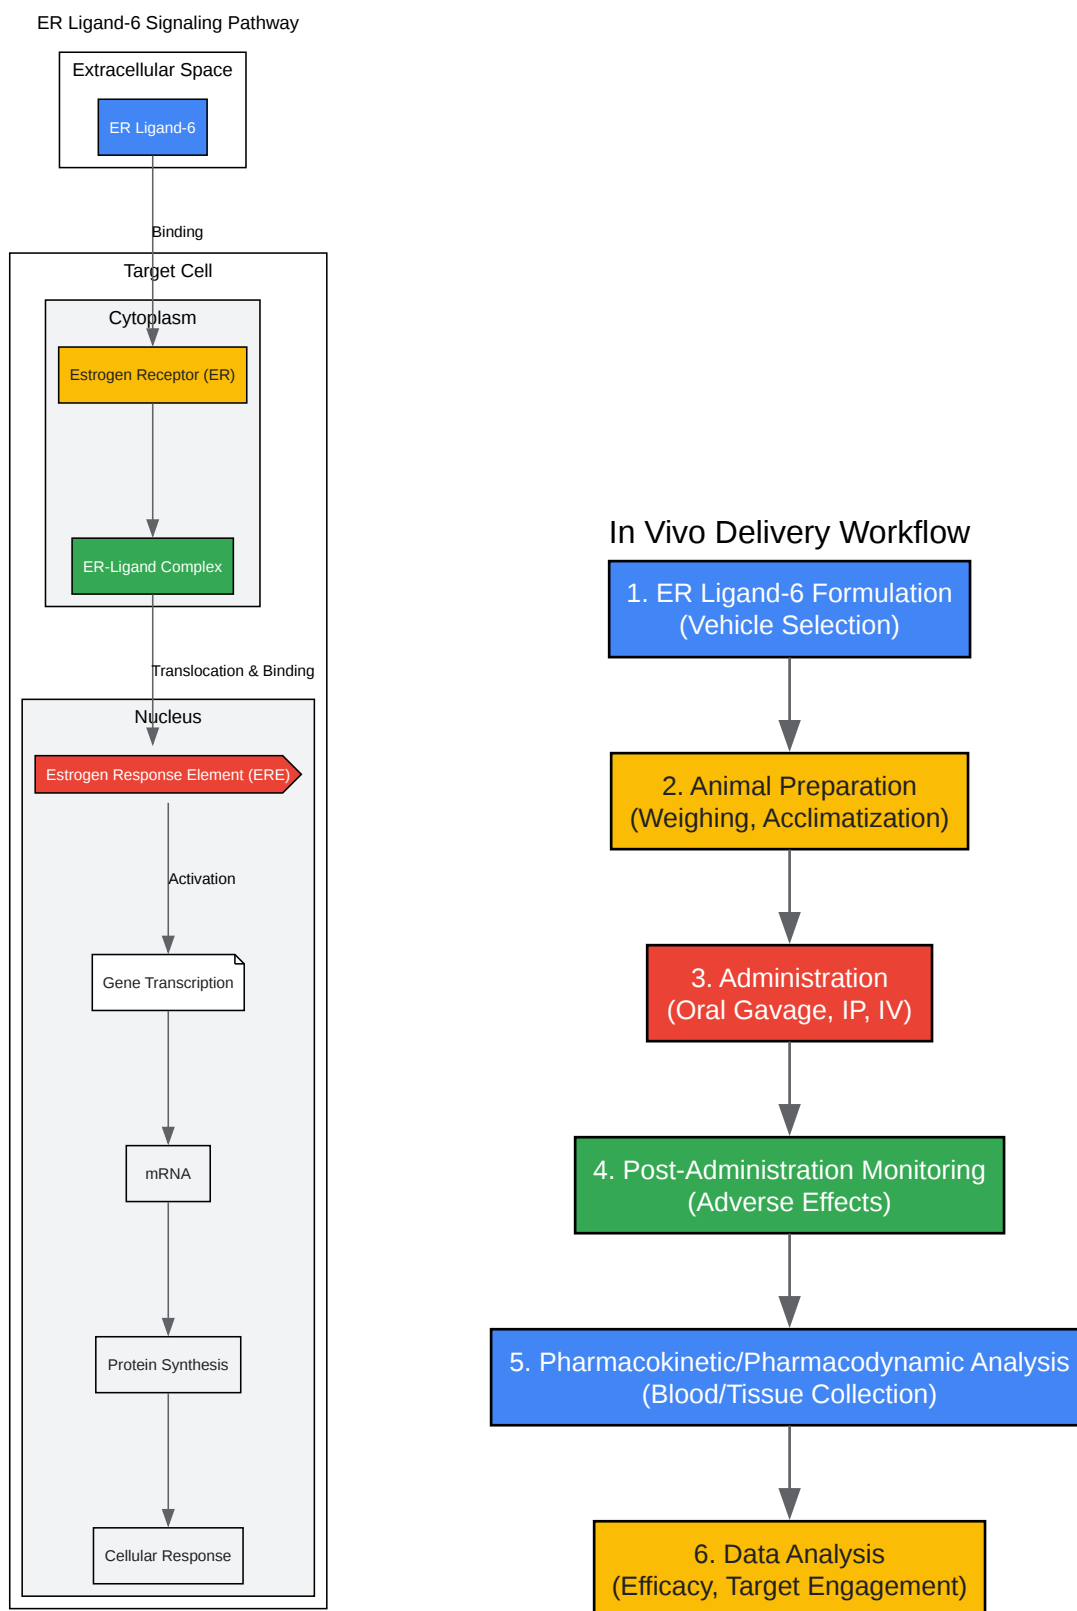 ER Ligand-6 Signaling Pathway
Extracellular Space
ER Ligand-6
Binding
Target Cell
Cytoplasm
Estrogen Receptor (ER)
ER-Ligand Complex
Translocation & Binding
Nucleus
Estrogen Response Element (ERE)
Activation
Gene Transcription
mRNA
Protein Synthesis
Cellular Response
In Vivo Delivery Workflow
1. ER Ligand-6 Formulation
(Vehicle Selection)
2. Animal Preparation
(Weighing, Acclimatization)
3. Administration
(Oral Gavage, IP, IV)
4. Post-Administration Monitoring
(Adverse Effects)
5. Pharmacokinetic/Pharmacodynamic Analysis
(Blood/Tissue Collection)
6. Data Analysis
(Efficacy, Target Engagement)